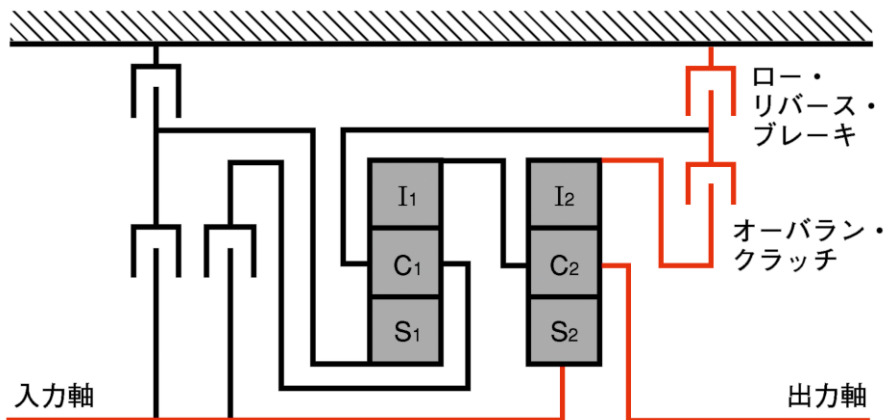 ロー・
リバース・
ブレーキ
I1
I2
オーバラン・
クラッチ
C1
C2
S1
S2
入力軸
出力軸